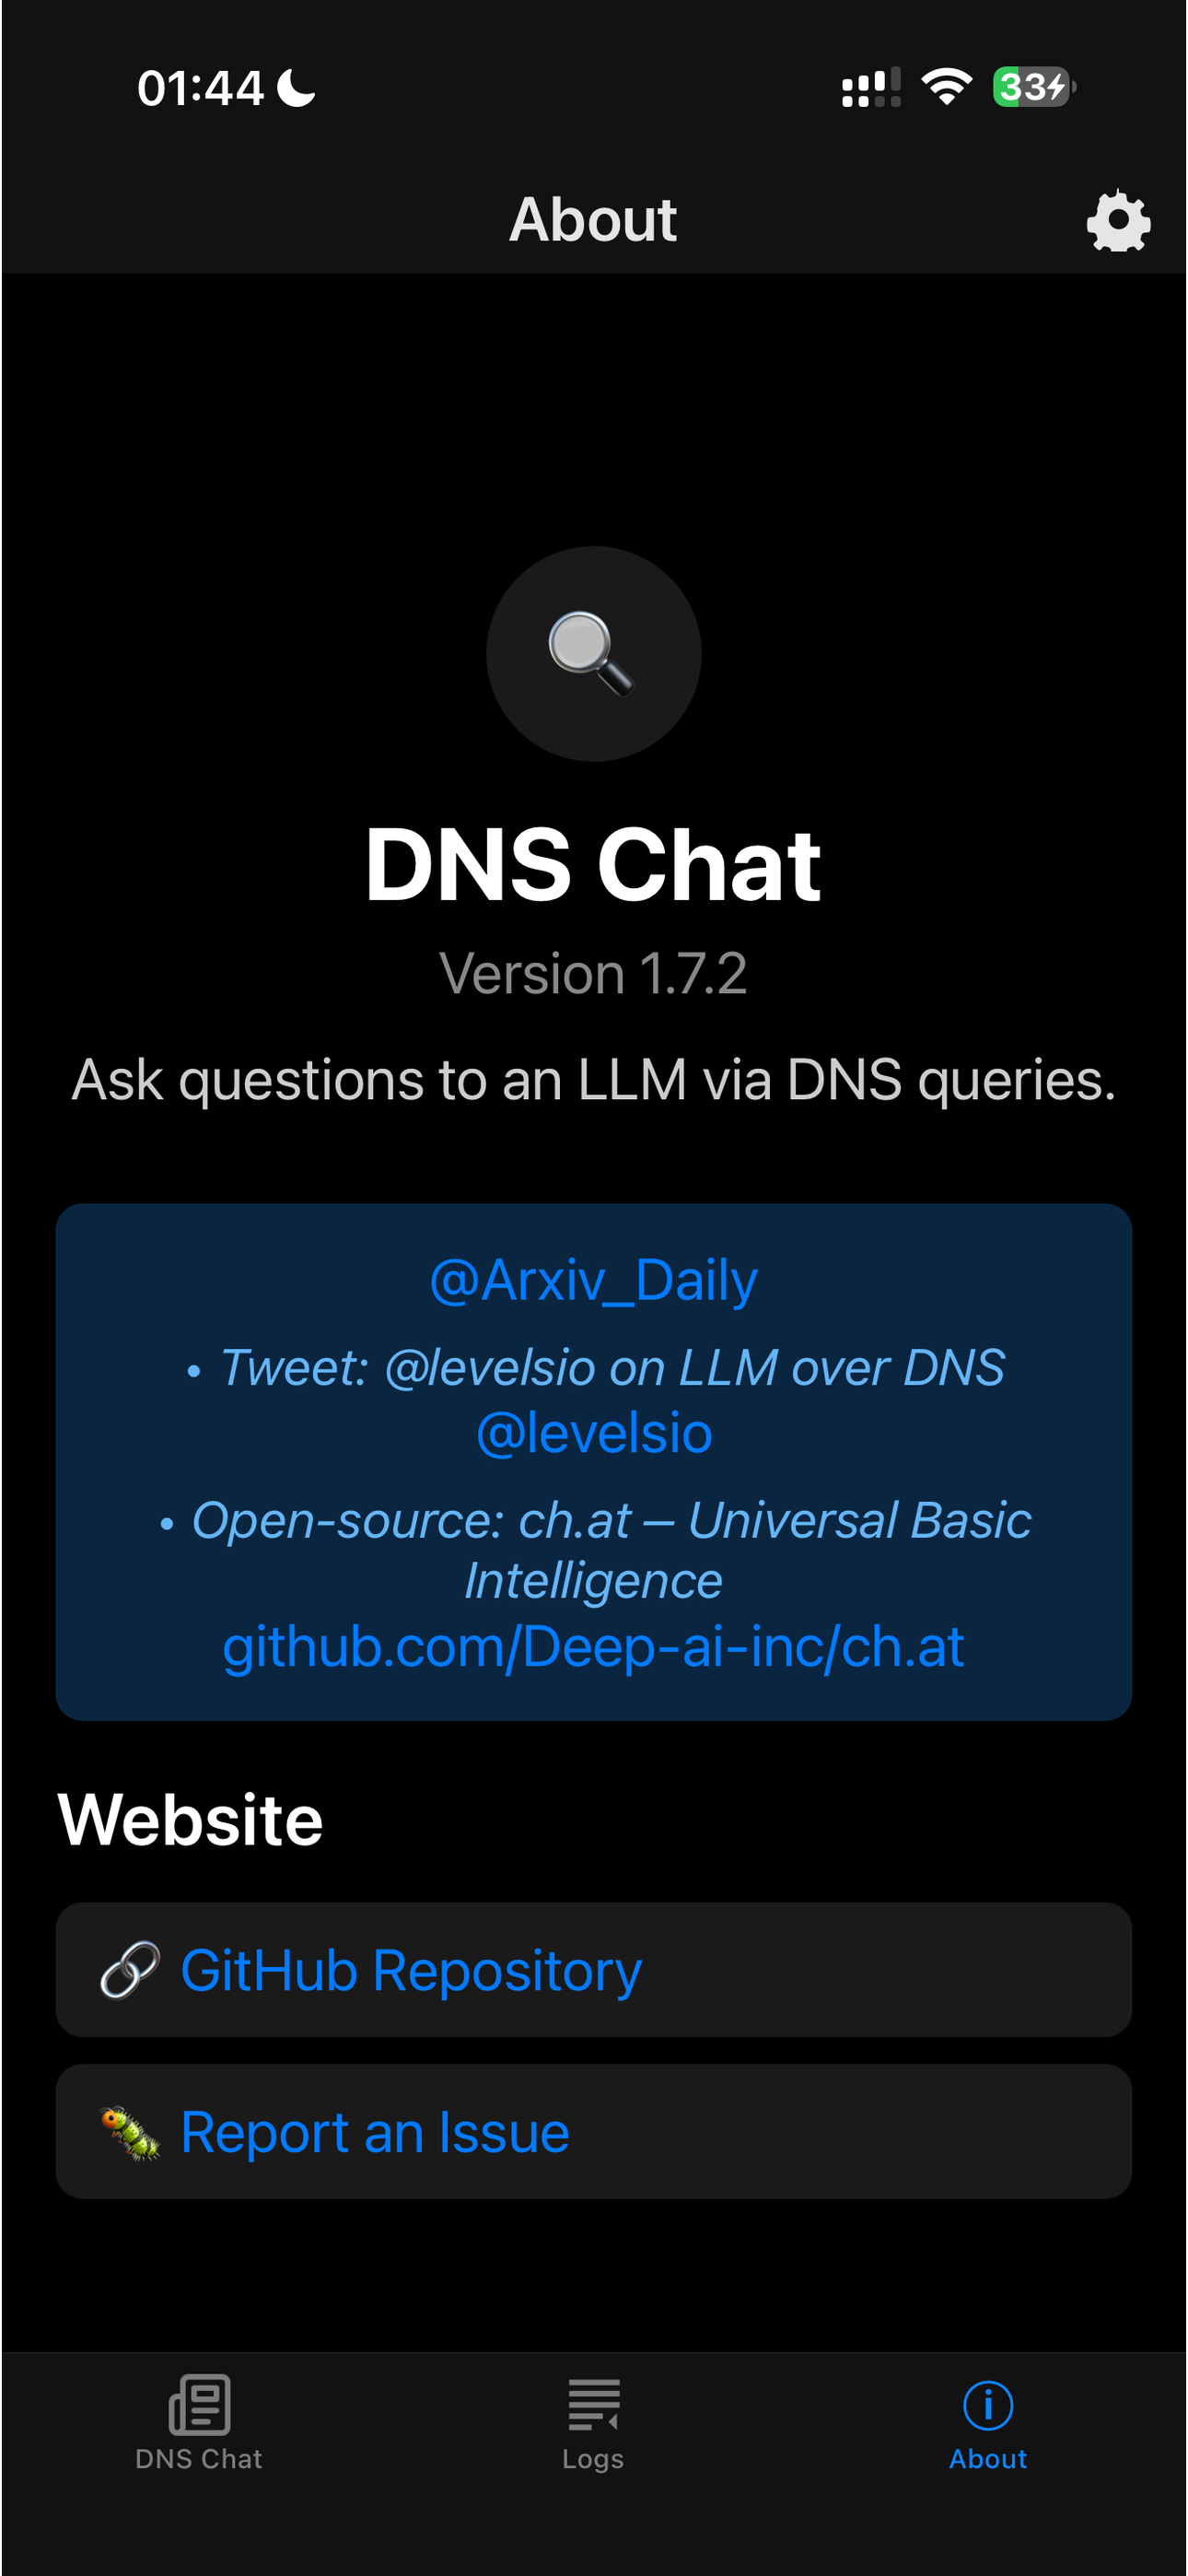 01:44
33
About
DNS Chat
Version 1.7.2
Ask questions to an LLM via DNS queries.
@Arxiv_Daily
• Tweet: @levelsio on LLM over DNS
@levelsio
• Open-source: ch.at — Universal Basic
Intelligence
github.com/Deep-ai-inc/ch.at
Website
GitHub Repository
Report an Issue
DNS Chat
Logs
About